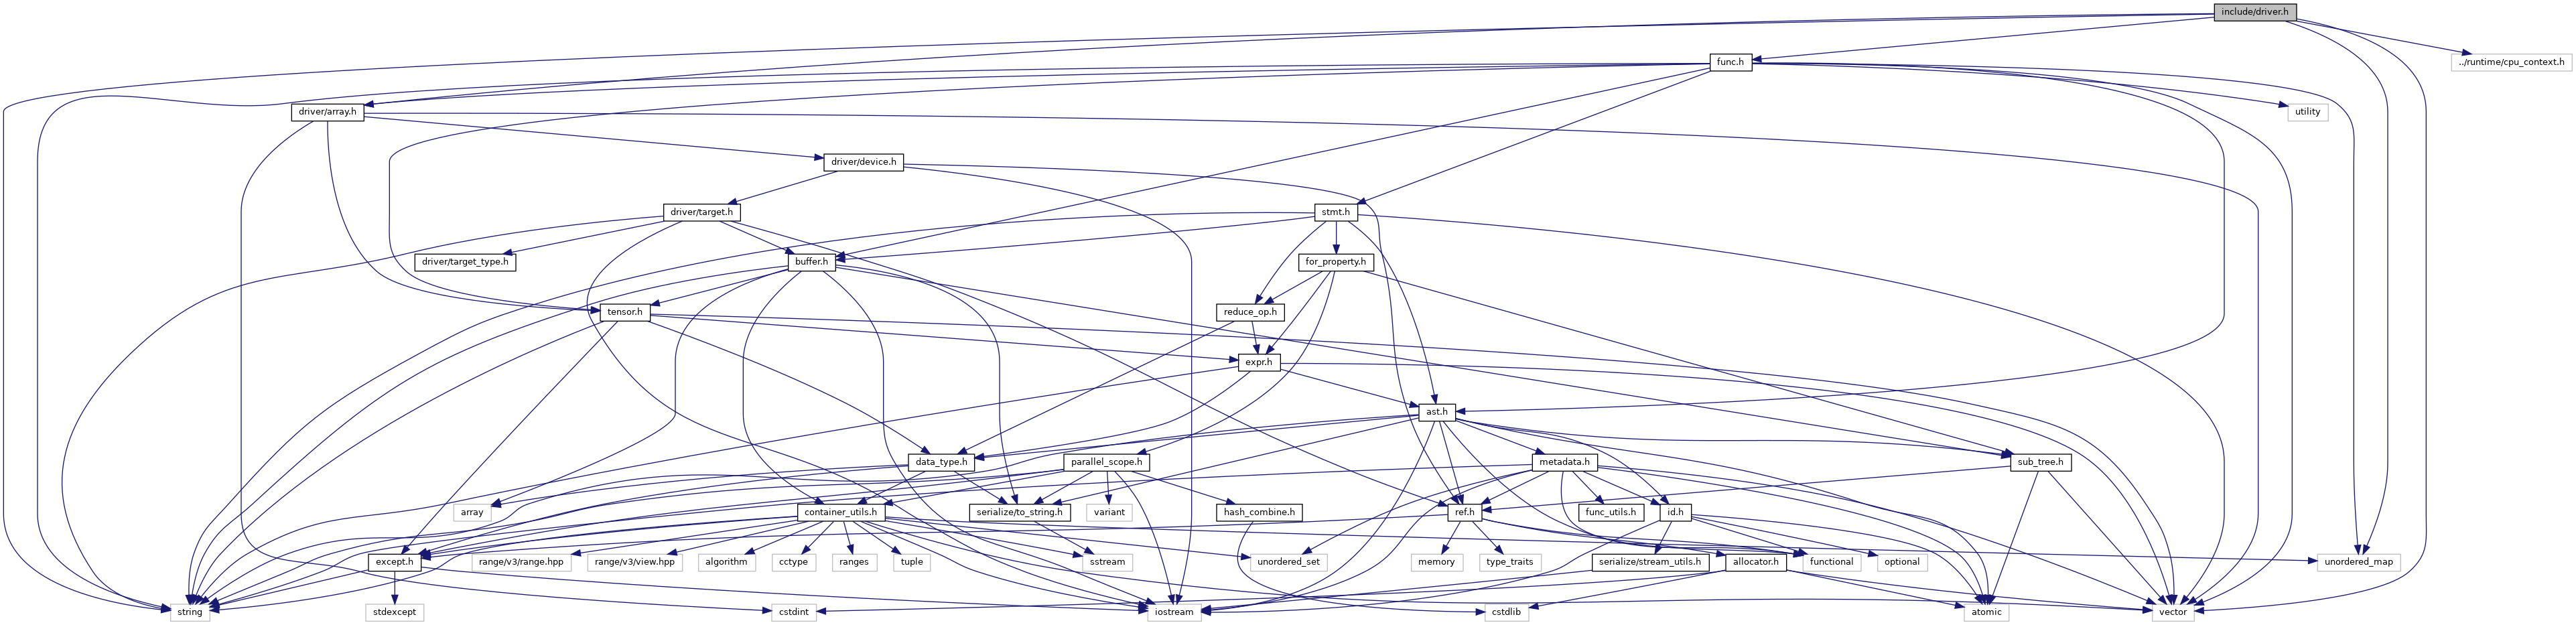 include/driver.h
func.h
../runtime/cpu_context.h
driver/array.h
utility
driver/device.h
driver/target.h
stmt.h
driver/target_type.h
buffer.h
for_property.h
tensor.h
reduce_op.h
expr.h
ast.h
data_type.h
parallel_scope.h
metadata.h
sub_tree.h
array
container_utils.h
serialize/to_string.h
variant
hash_combine.h
ref.h
func_utils.h
id.h
except.h
range/v3/range.hpp
range/v3/view.hpp
algorithm
cctype
ranges
tuple
sstream
unordered_set
memory
type_traits
serialize/stream_utils.h
allocator.h
functional
optional
unordered_map
string
stdexcept
cstdint
iostream
cstdlib
atomic
vector